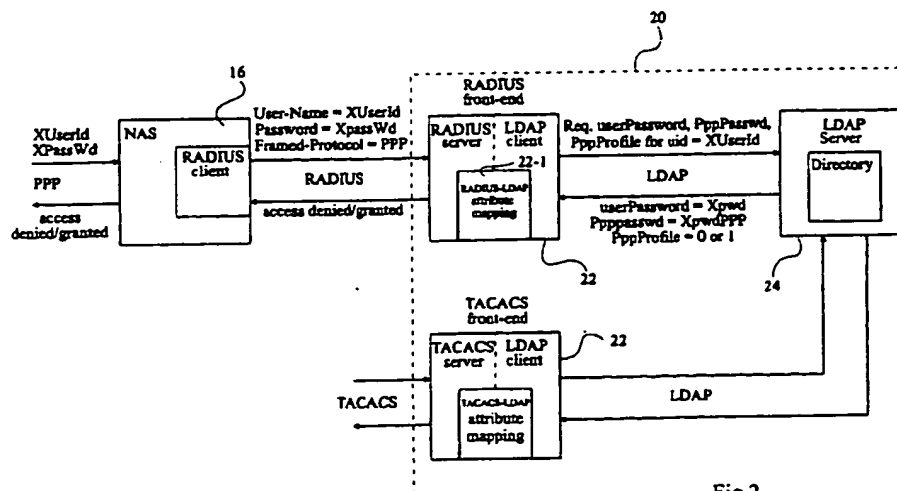 20
RADIUS
front-end
16
NAS
RADIUS
client
XUserId
XPassWd
PPP
access
denied/granted
User-Name = XUserId
Password = XpassWd
Framed-Protocol = PPP
RADIUS
access denied/granted
RADIUS
server
LDAP
client
22-1
RADIUS-LDAP
attribute
mapping
22
Req. userPassword, PppPasswd,
PppProfile for uid = XUserId
LDAP
userPassword = Xpwd
Ppppasswd = XpwdPPP
PppProfile = 0 or 1
LDAP
Server
Directory
24
TACACS
front-end
TACACS
server
LDAP
client
22
TACACS-LDAP
attribute
mapping
TACACS
LDAP
Fig 2